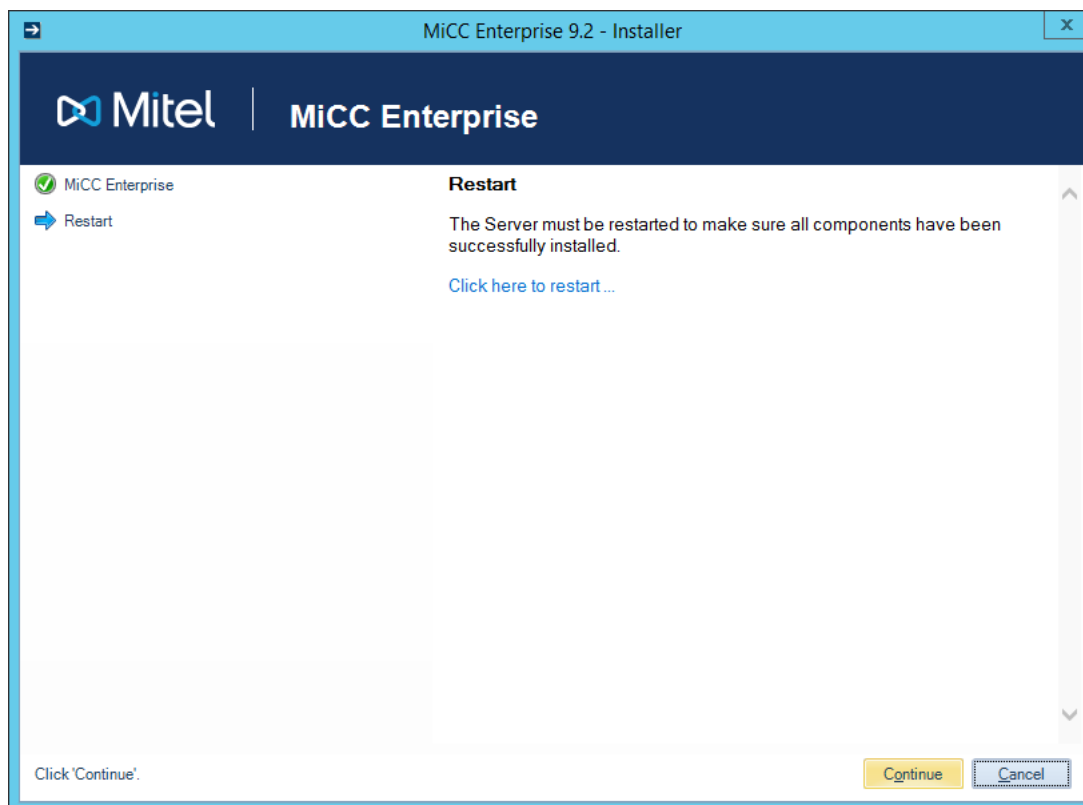 MiCC Enterprise 9.2 - Installer
x
Mitel
MiCC Enterprise
MiCC Enterprise
Restart
Restart
The Server must be restarted to make sure all components have been
successfully installed.
Click here to restart ...
Click 'Continue'.
Continue
Cancel